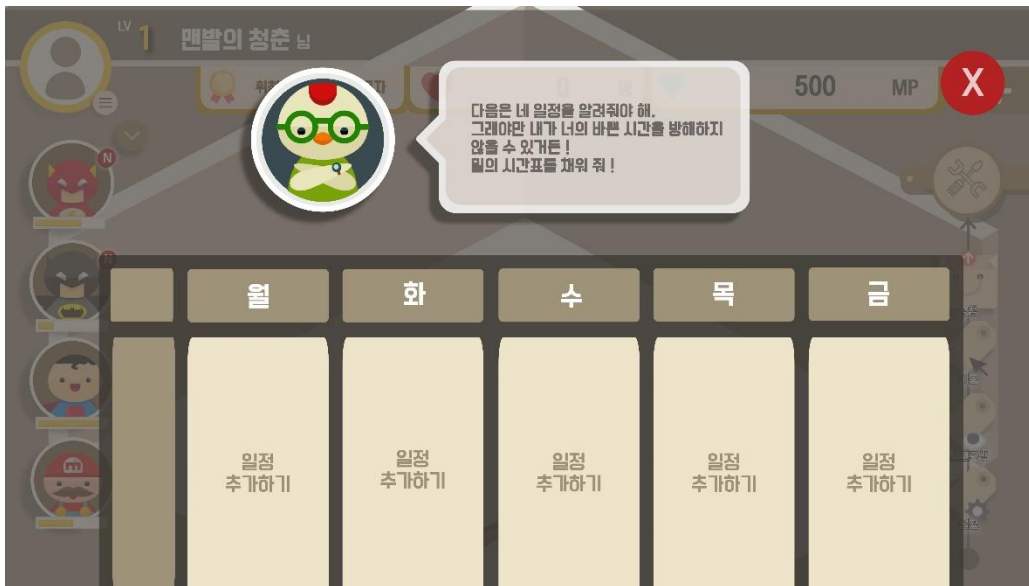 LV 1 맨발의 청춘 님
0
500 MP
X
다음은 네 일정을 알려줘야 해.
그래야만 내가 너의 바쁜 시간을 방해하지
않을 수 있거든 !
밑의 시간표를 채워 줘 !
N
월 화 수 목 금
일정
추가하기
일정
추가하기
일정
추가하기
일정
추가하기
일정
추가하기